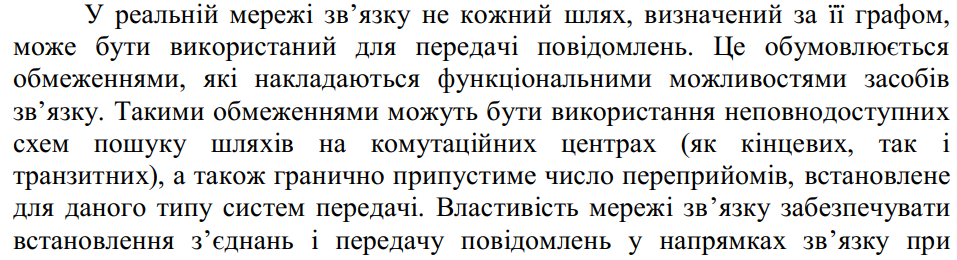 У реальній мережі зв’язку не кожний шлях, визначений за її графом,
може бути використаний для передачі повідомлень. Це обумовлюється
обмеженнями, які накладаються функціональними можливостями засобів
зв’язку. Такими обмеженнями можуть бути використання неповнодоступних
схем пошуку шляхів на комутаційних центрах (як кінцевих, так і
транзитних), а також гранично припустиме число переприйомів, встановлене
для даного типу систем передачі. Властивість мережі зв’язку забезпечувати
встановлення з’єднань і передачу повідомлень у напрямках зв’язку при